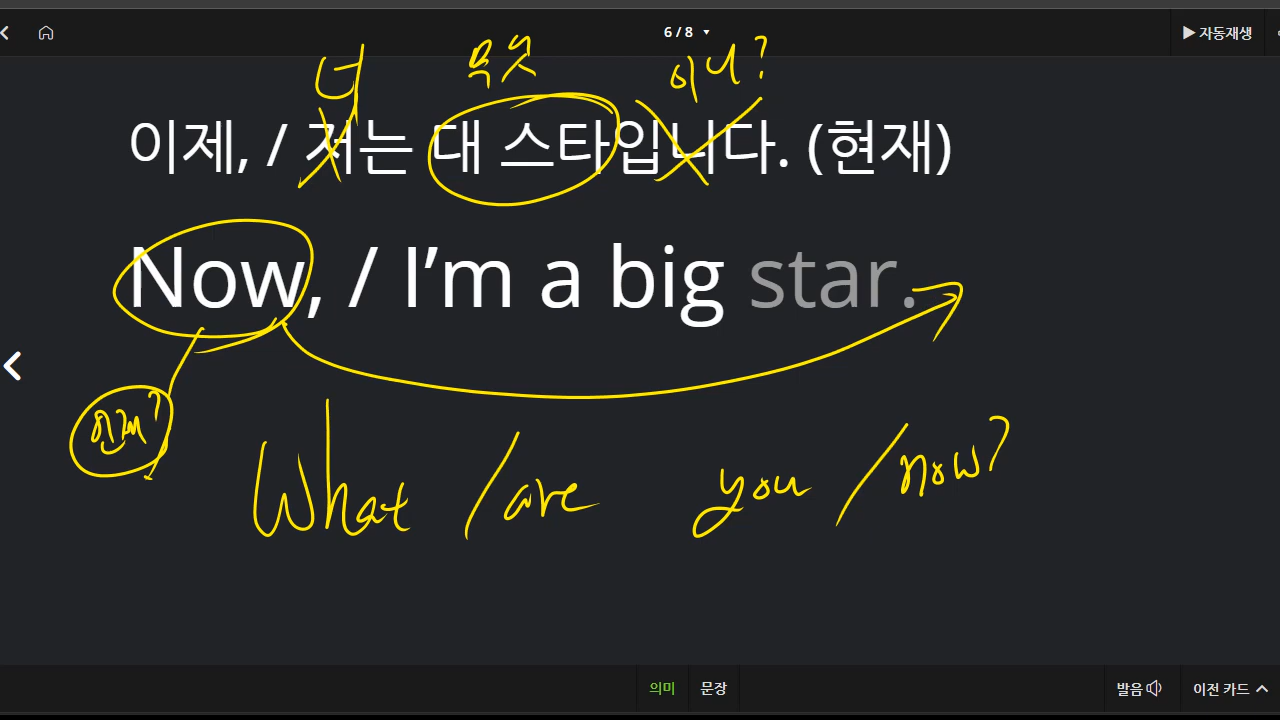 6 / 8
자동재생
너 무엇 이니?
이제, / 저는 대 스타입니다. (현재)
Now, / I'm a big star.
언제?
What / are you / now?
의미 문장 발음 이전 카드